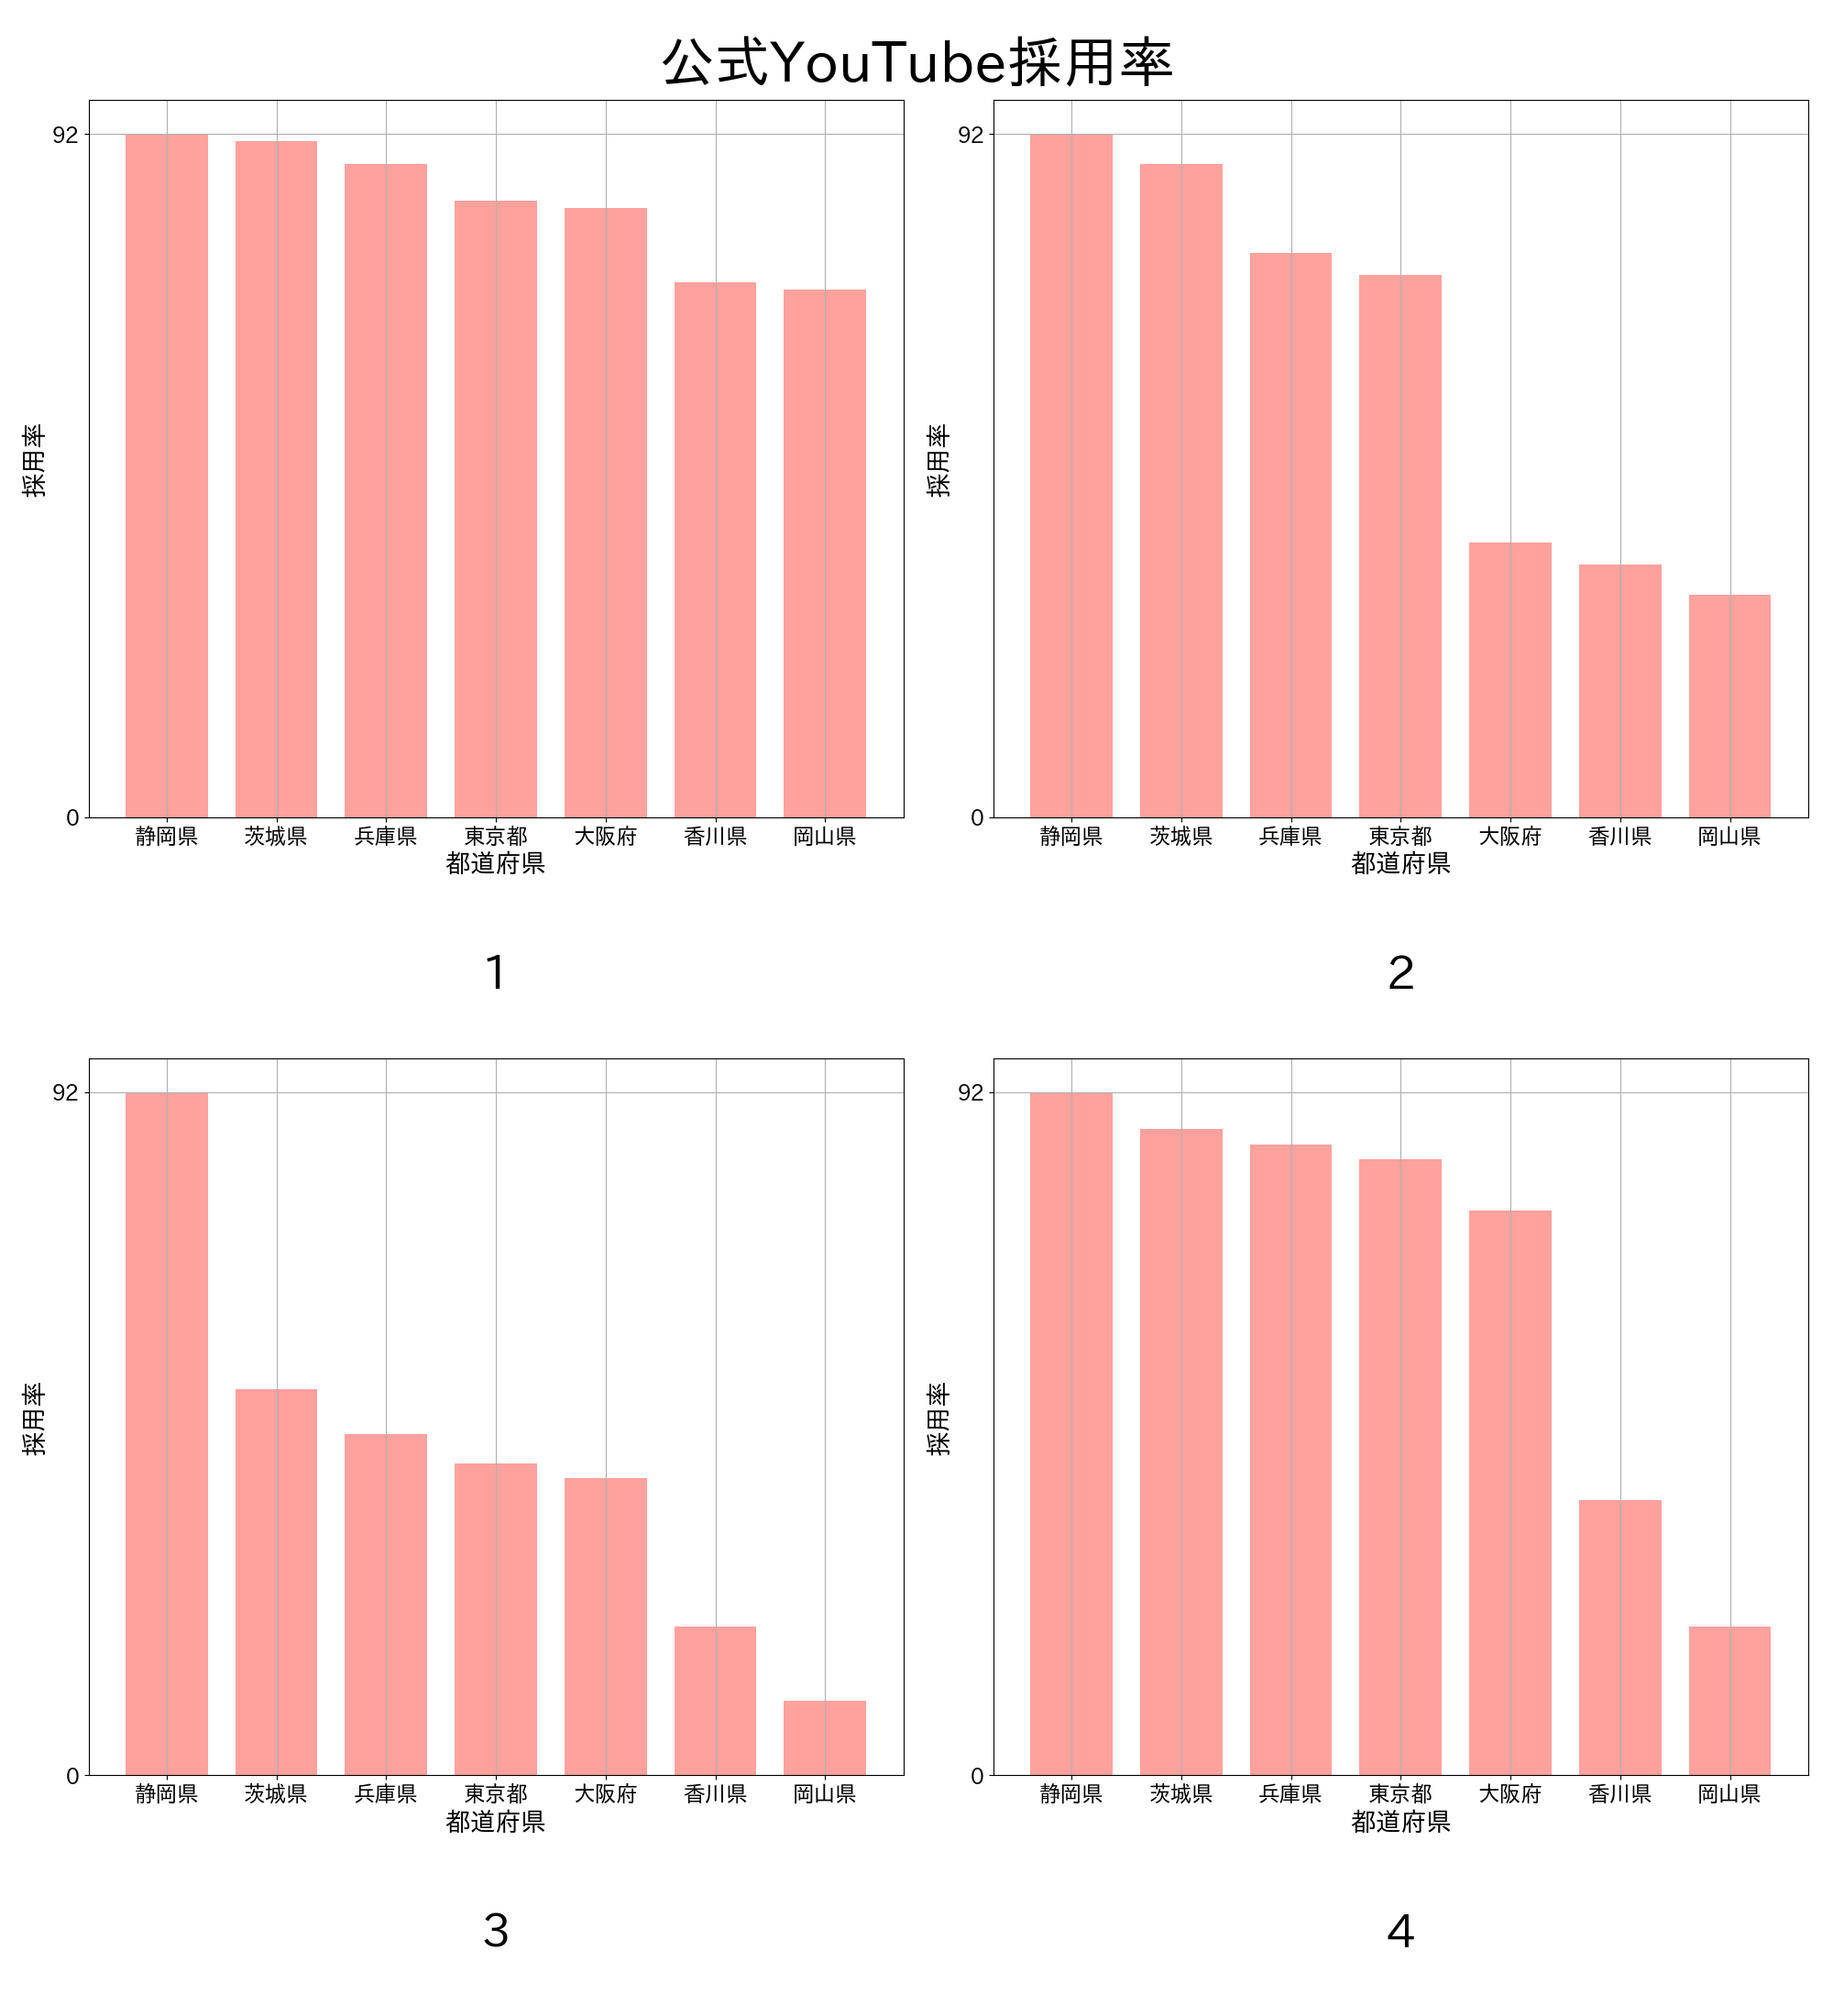 公式YouTube採用率
92
0
採用率
静岡県 茨城県 兵庫県 東京都 大阪府 香川県 岡山県
都道府県
1
92
0
採用率
静岡県 茨城県 兵庫県 東京都 大阪府 香川県 岡山県
都道府県
2
92
0
採用率
静岡県 茨城県 兵庫県 東京都 大阪府 香川県 岡山県
都道府県
3
92
0
採用率
静岡県 茨城県 兵庫県 東京都 大阪府 香川県 岡山県
都道府県
4